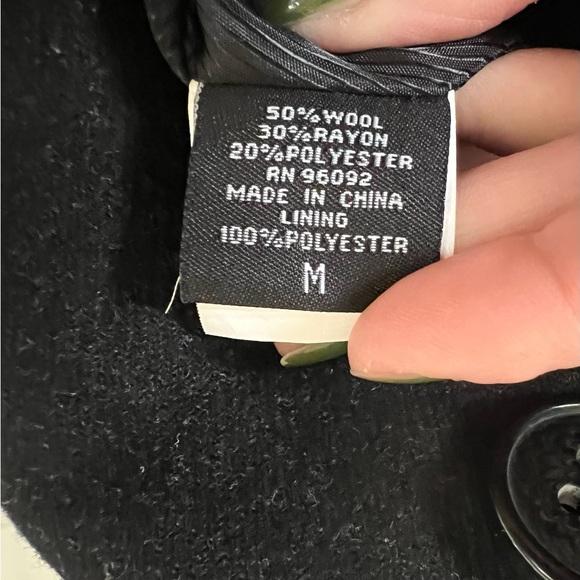 50%WOOL
30%RAYON
20%POLYESTER
RN 96092
MADE IN CHINA
LINING
100%POLYESTER
M